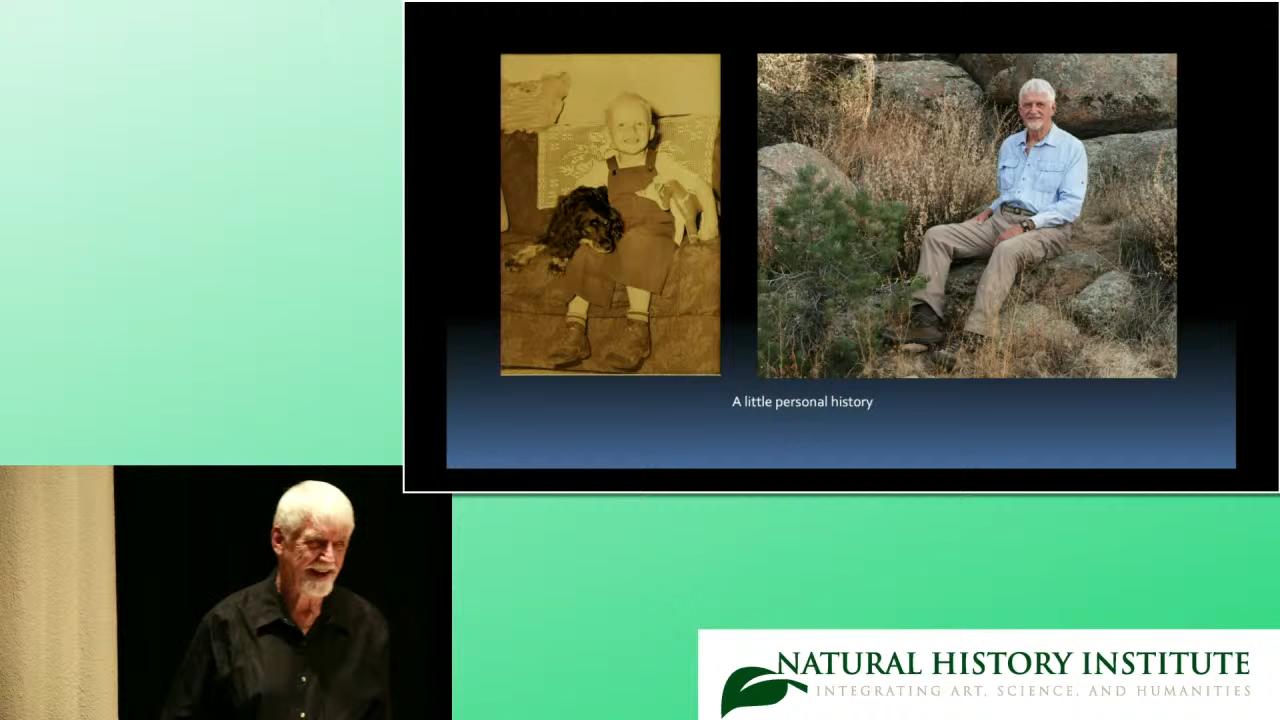 A little personal history
NATURAL HISTORY INSTITUTE
INTEGRATING ART, SCIENCE, AND HUMANITIES